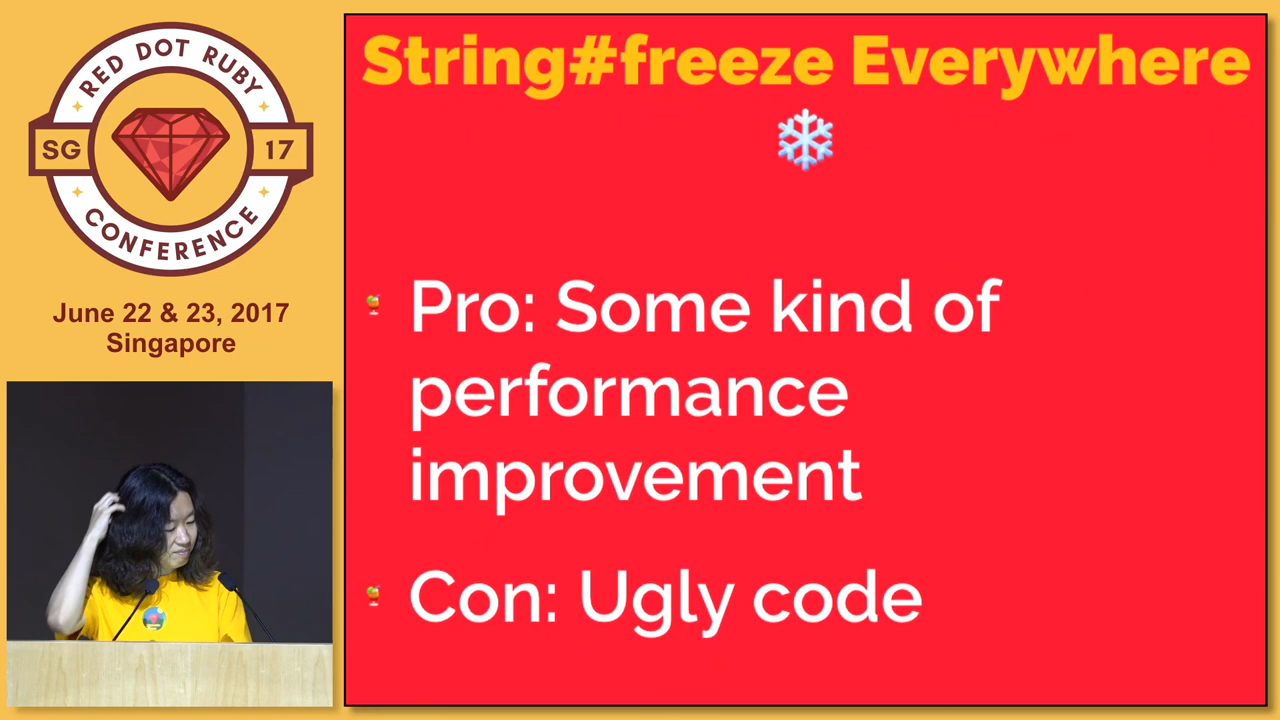 RED DOT RUBY
SG 17
CONFERENCE
June 22 & 23, 2017
Singapore
String#freeze Everywhere
Pro: Some kind of
performance
improvement
Con: Ugly code